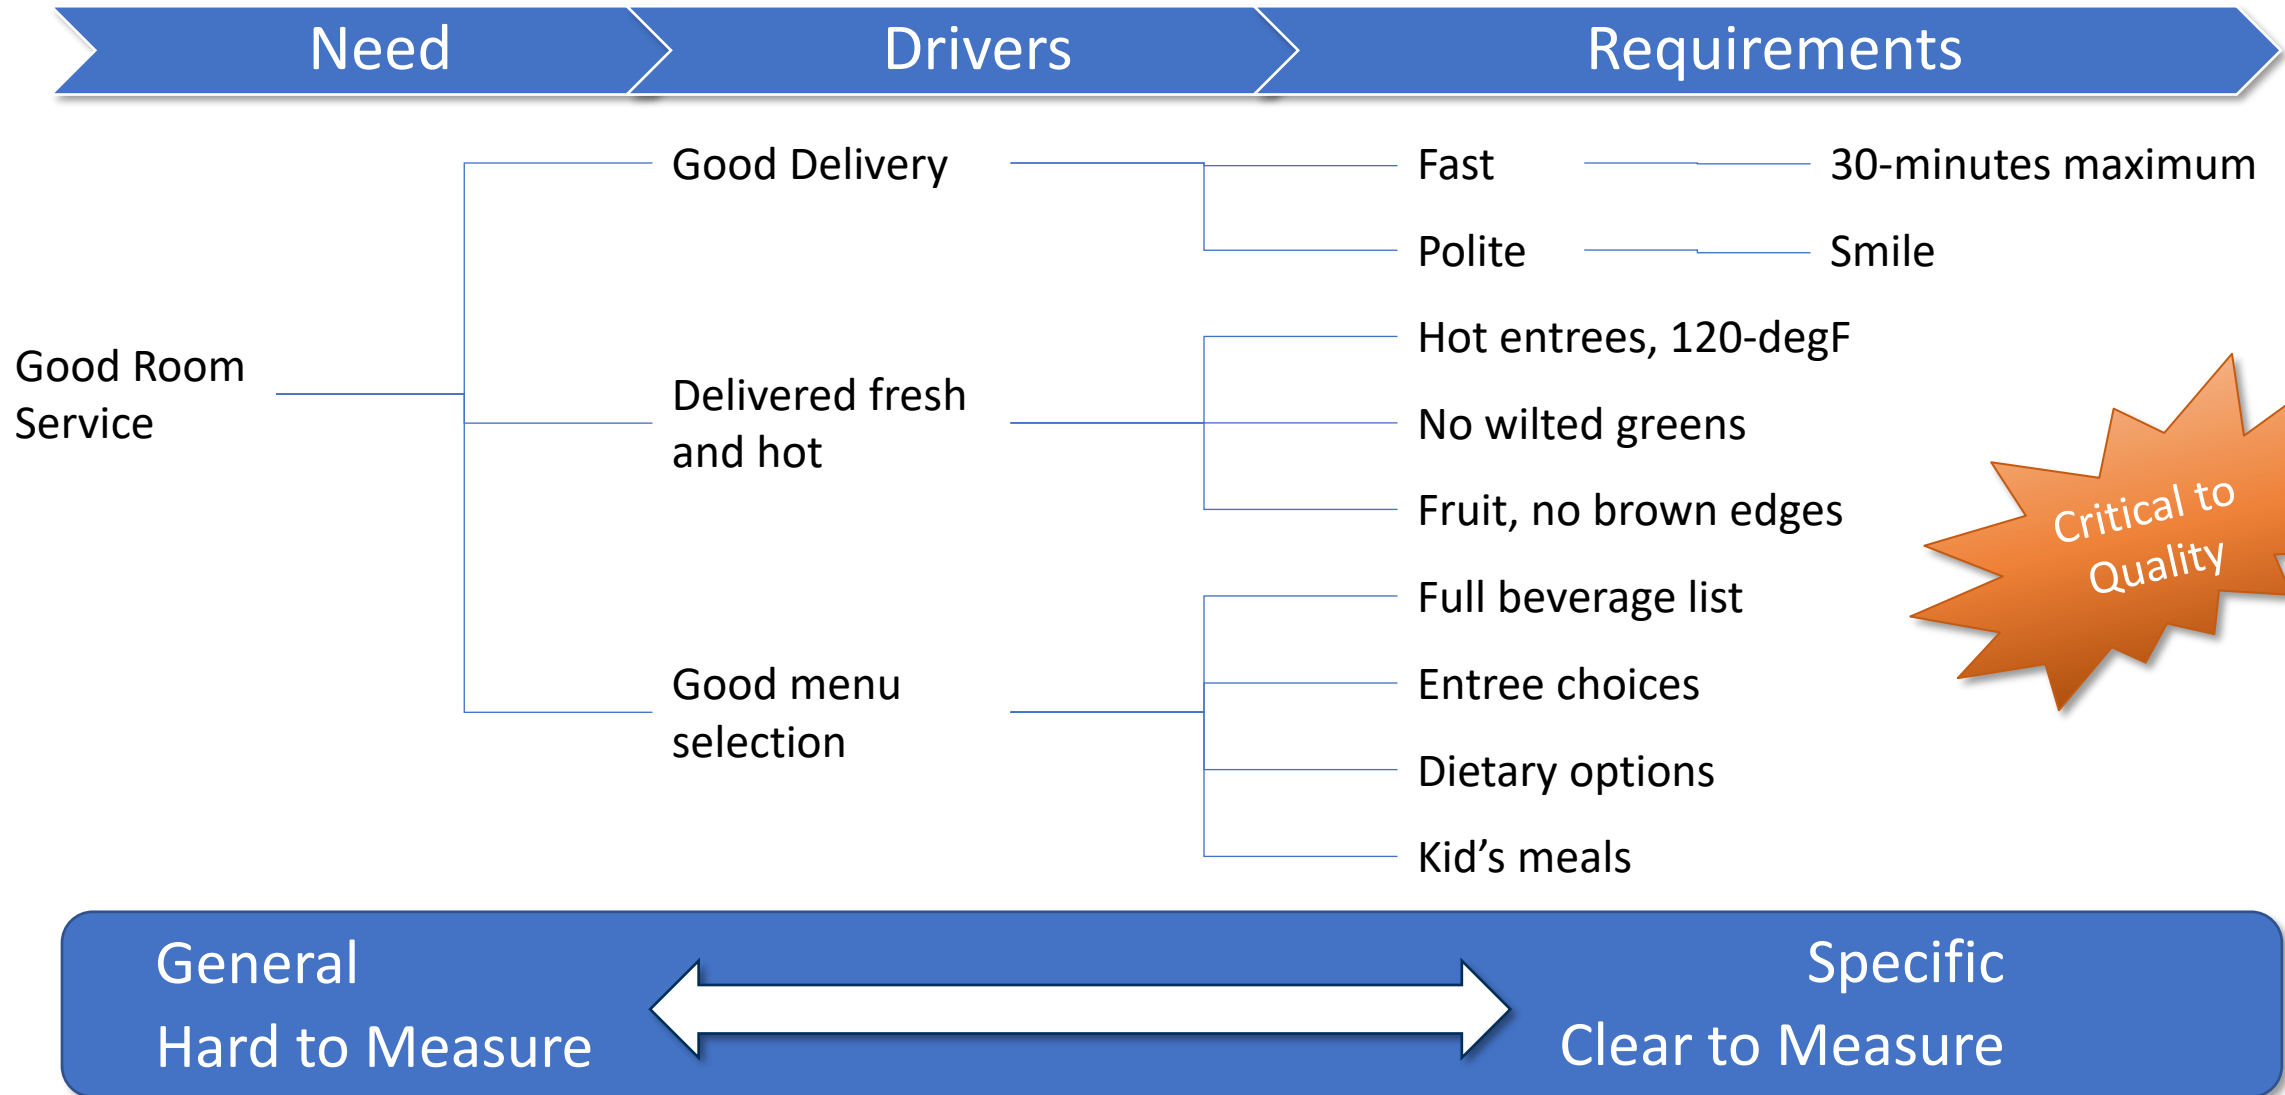 Need
Drivers
Requirements
Good Delivery
Fast
30-minutes maximum
Polite
Smile
Good Room
Service
Delivered fresh
and hot
Hot entrees, 120-degF
No wilted greens
Fruit, no brown edges
Good menu
selection
Full beverage list
Entree choices
Dietary options
Kid’s meals
Critical to
Quality
General
Hard to Measure
Specific
Clear to Measure